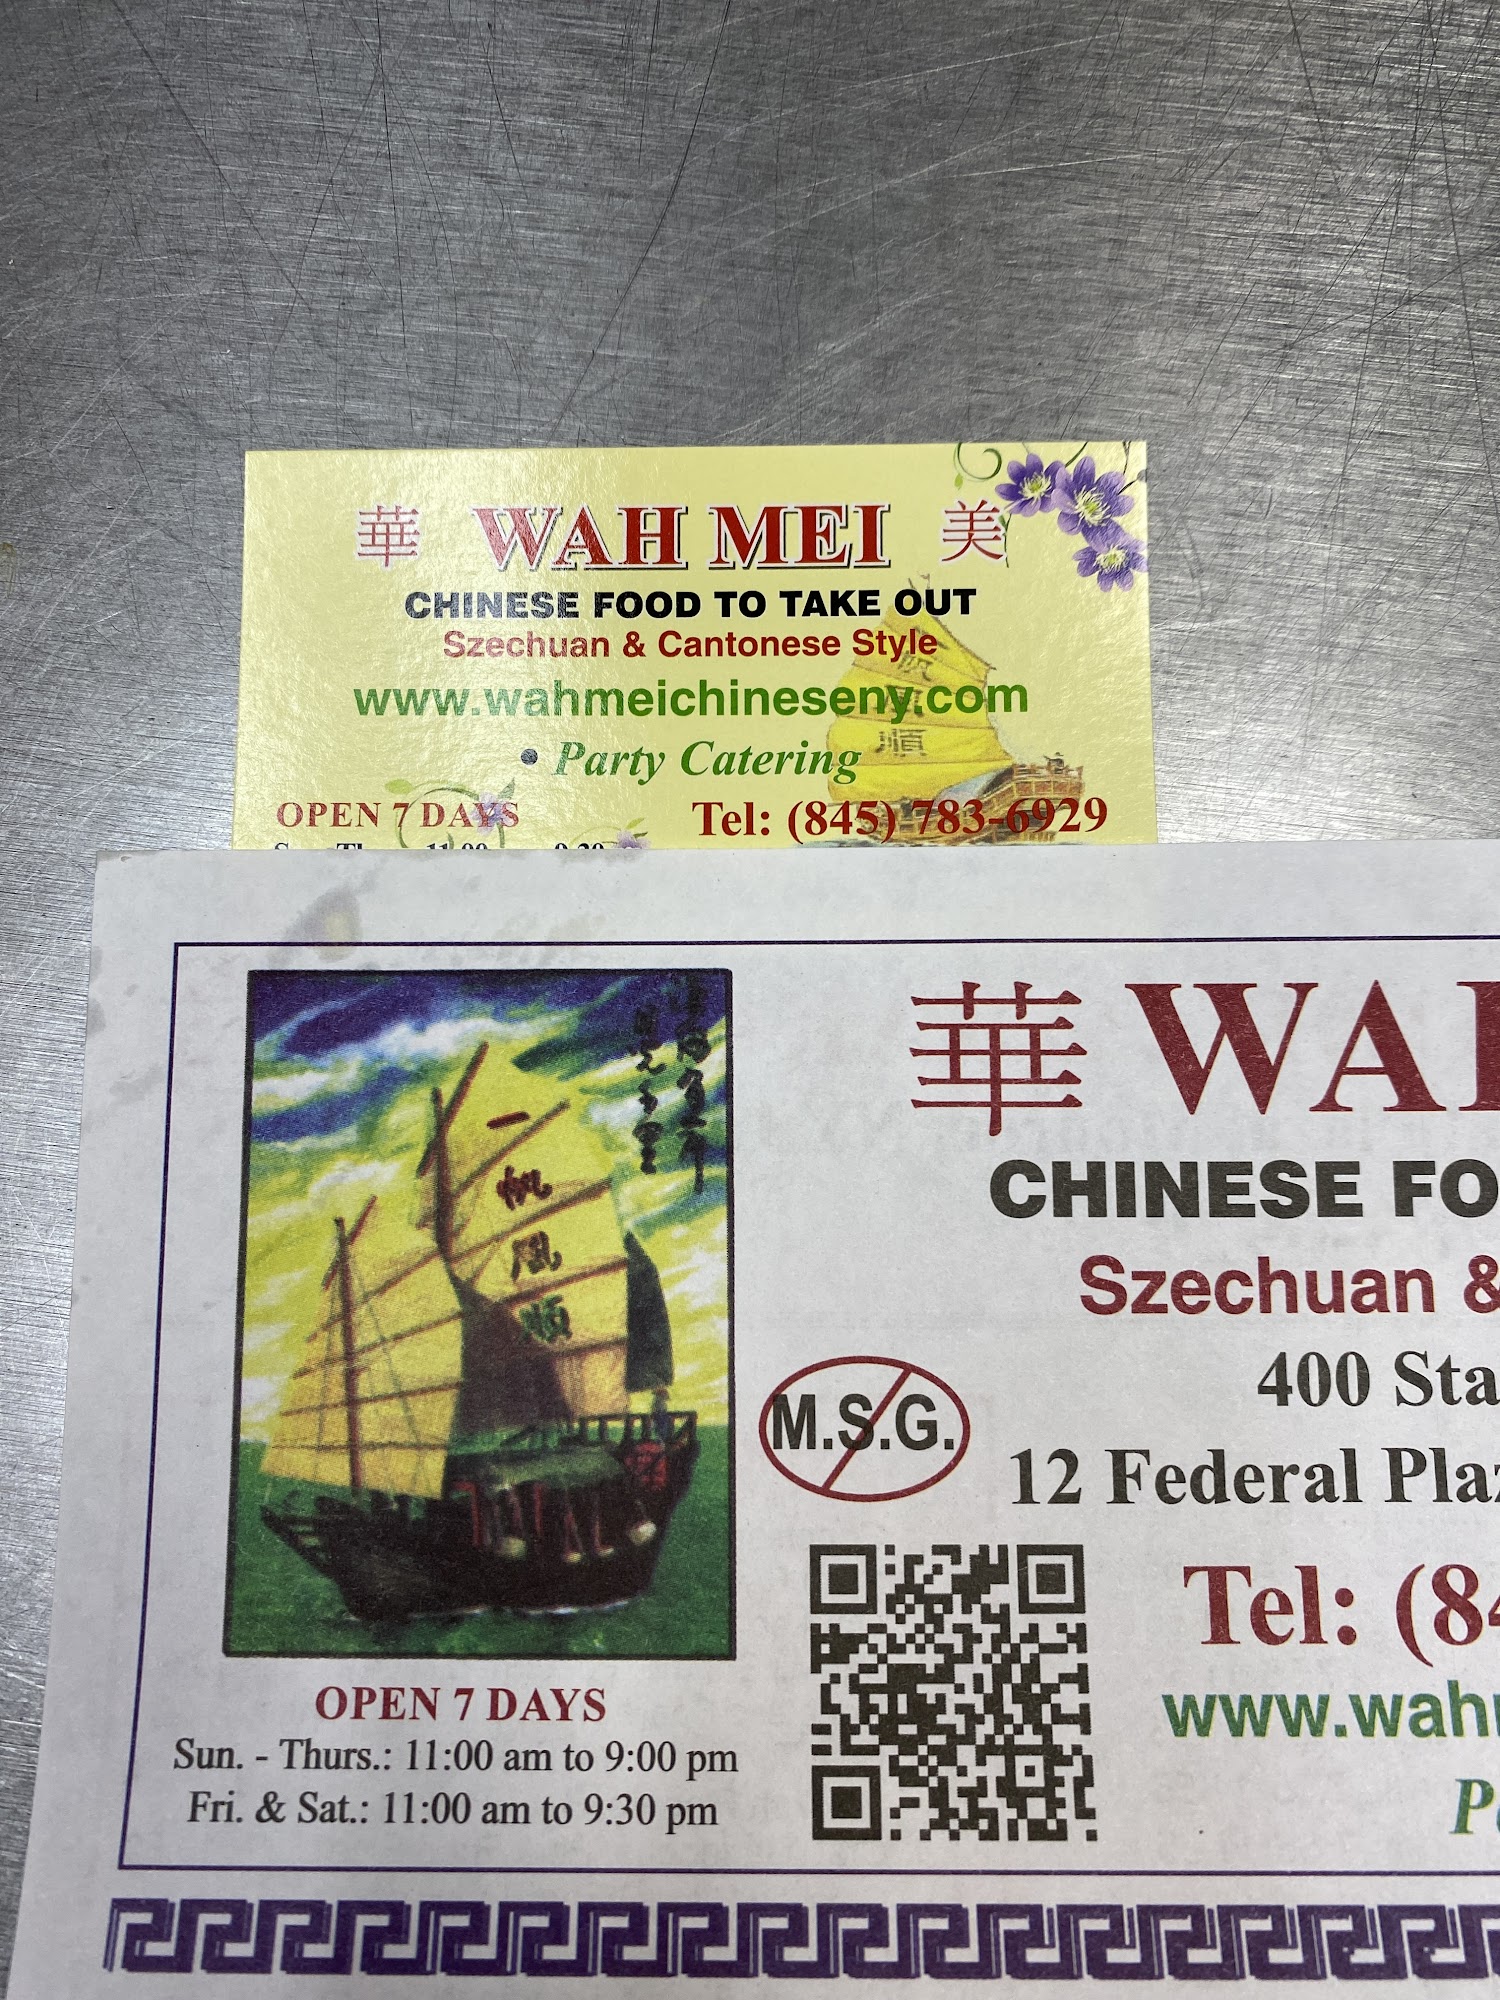 華 WAH MEI 美
CHINESE FOOD TO TAKE OUT
Szechuan & Cantonese Style
www.wahmeichineseny.com
• Party Catering
OPEN 7 DAYS
Tel: (845) 783-6929
一
帆
風
順
OPEN 7 DAYS
Sun. - Thurs.: 11:00 am to 9:00 pm
Fri. & Sat.: 11:00 am to 9:30 pm
華 WA
CHINESE FO
Szechuan &
400 Sta
M.S.G.
12 Federal Pla
Tel: (84
www.wah
P